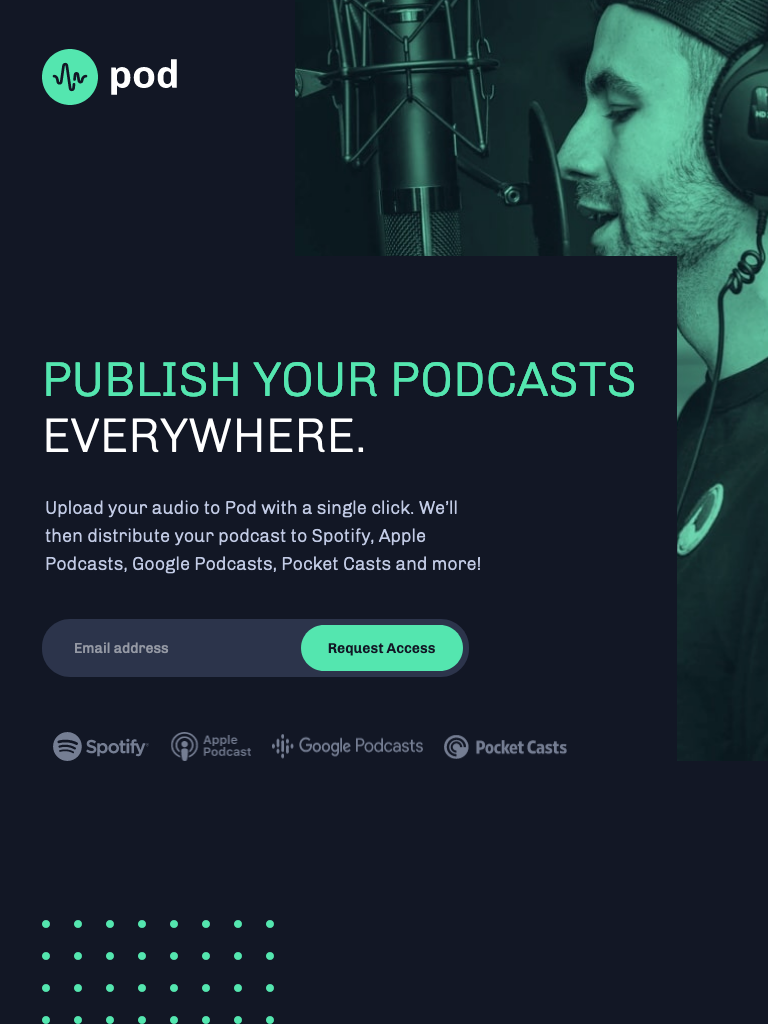 pod
PUBLISH YOUR PODCASTS
EVERYWHERE.
Upload your audio to Pod with a single click. We’ll
then distribute your podcast to Spotify, Apple
Podcasts, Google Podcasts, Pocket Casts and more!
Email address
Request Access
Spotify
Apple
Podcast
Google Podcasts
Pocket Casts